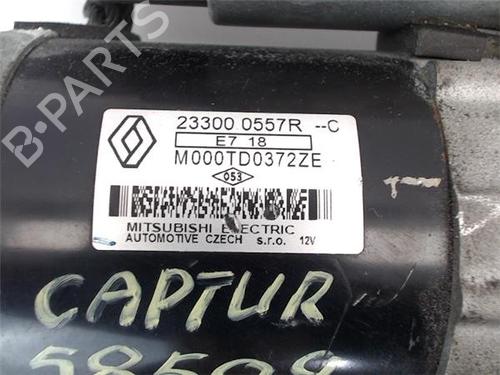 23300 0557R --C
E7 18
M000TD0372ZE
053
MITSUBISHI ELECTRIC
AUTOMOTIVE CZECH s.r.o. 12V
CAPTUR
B-PARTS